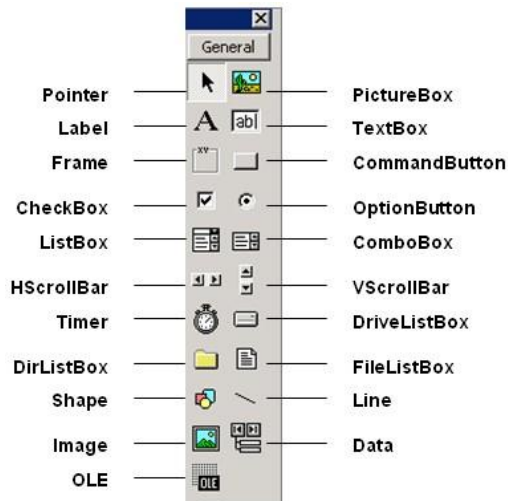 General
Pointer PictureBox
Label A ab| TextBox
Frame XY CommandButton
CheckBox OptionButton
ListBox ComboBox
HScrollBar VScrollBar
Timer DriveListBox
DirListBox FileListBox
Shape Line
Image Data
OLE OLE